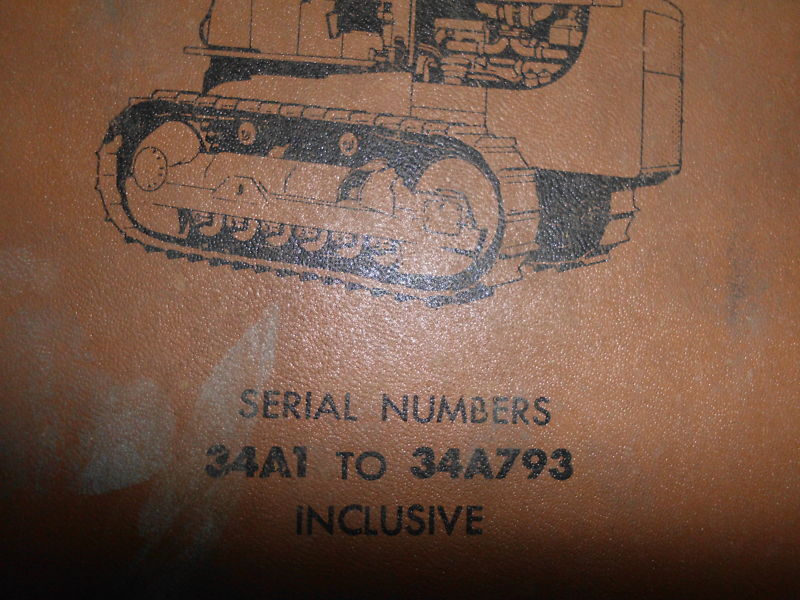 SERIAL NUMBERS
34A1 TO 34A793
INCLUSIVE